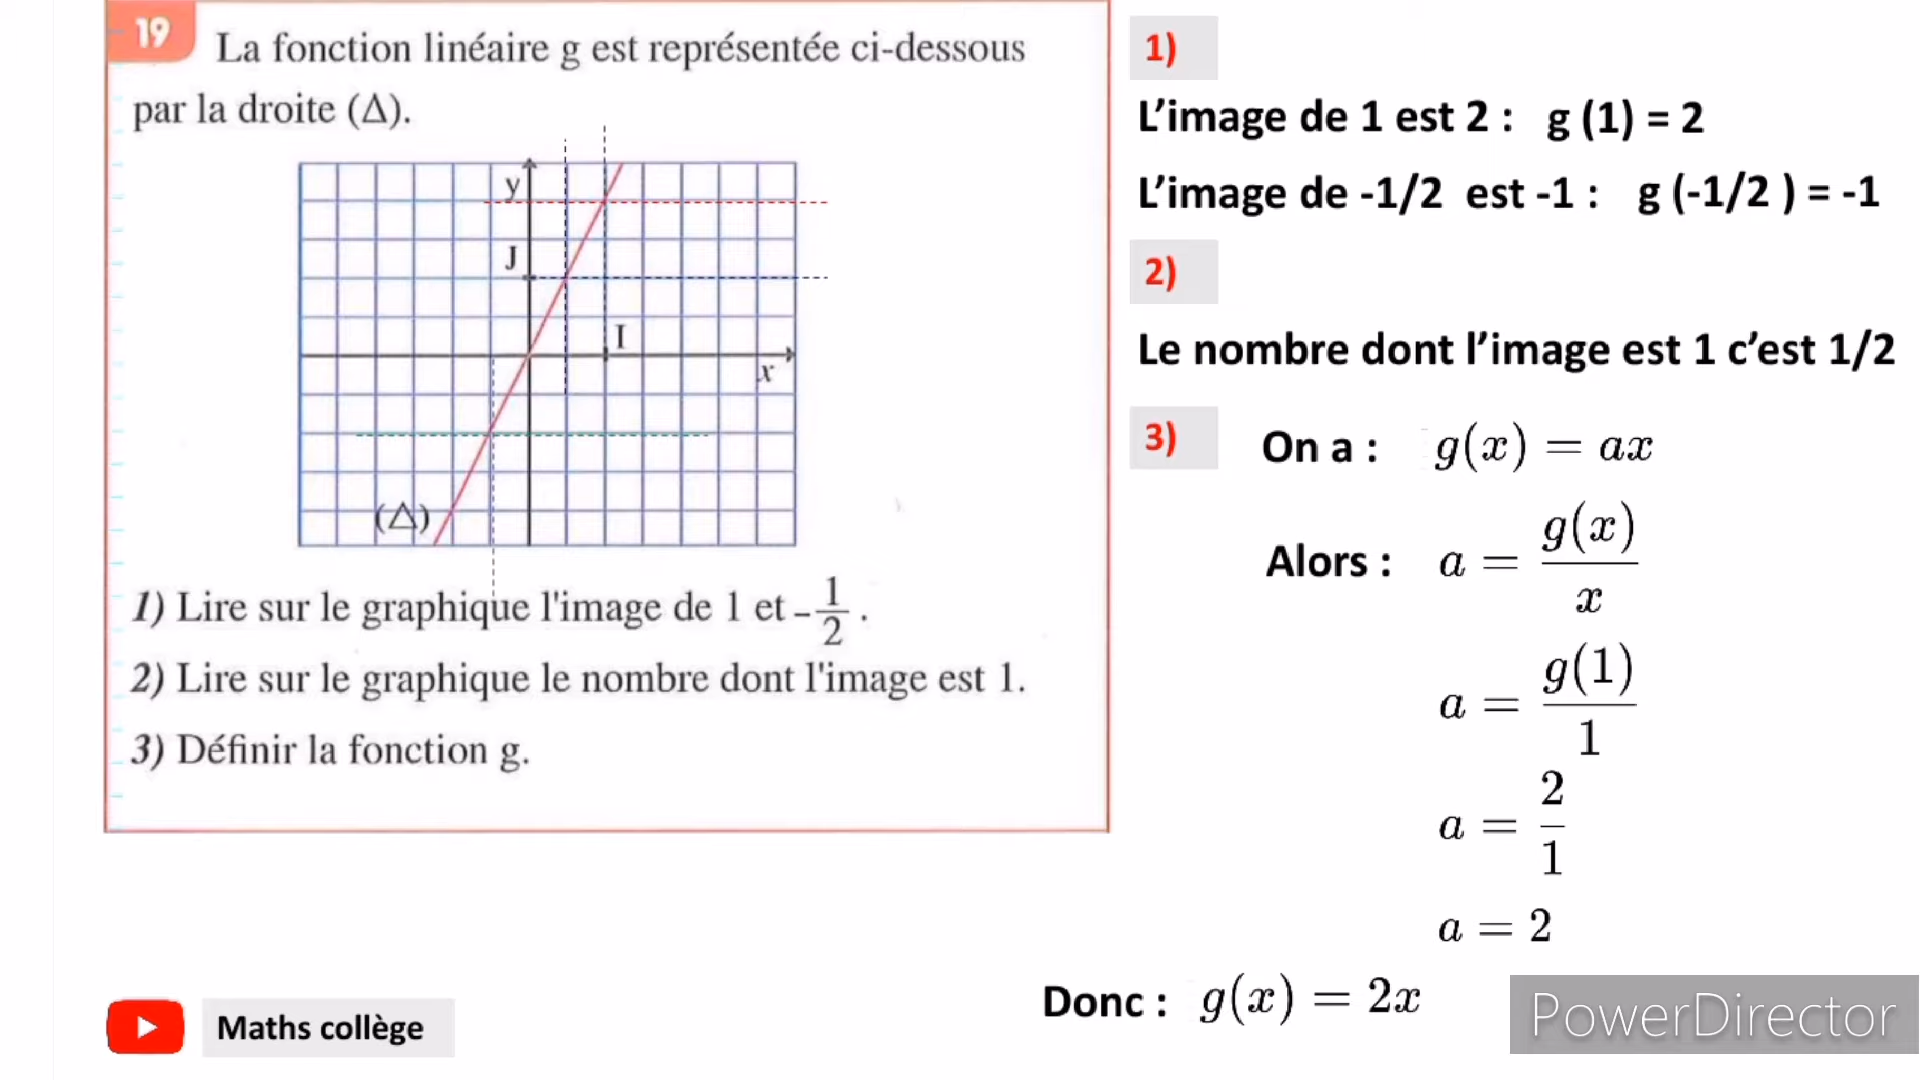 19
La fonction linéaire g est représentée ci-dessous
par la droite (Δ).
y
J
I
x
(Δ)
1) Lire sur le graphique l'image de 1 et -1/2 .
2) Lire sur le graphique le nombre dont l'image est 1.
3) Définir la fonction g.
Maths collège
1)
L’image de 1 est 2 : g (1) = 2
L’image de -1/2 est -1 : g (-1/2 ) = -1
2)
Le nombre dont l’image est 1 c’est 1/2
3) On a : g(x) = ax
Alors : a = g(x)/x
a = g(1)/1
a = 2/1
a = 2
Donc : g(x) = 2x
PowerDirector